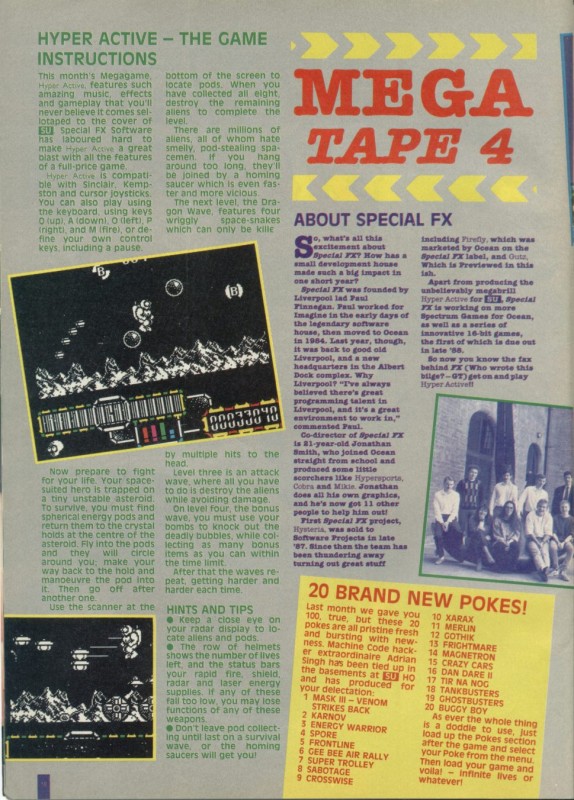 HYPER ACTIVE – THE GAME
INSTRUCTIONS
This month's Megagame,
Hyper Active, features such
amazing music, effects
and gameplay that you'll
never believe it comes sel-
lotaped to the cover of
SU. Special FX Software
has laboured hard to
make Hyper Active a great
blast with all the features
of a full-price game.
Hyper Active is compati-
ble with Sinclair, Kemp-
ston and cursor joysticks.
You can also play using
the keyboard, using keys
Q (up), A (down), O (left), P
(right), and M (fire), or de-
fine your own control
keys, including a pause.
Now prepare to fight
for your life. Your space-
suited hero is trapped on
a tiny unstable asteroid.
To survive, you must find
spherical energy pods and
return them to the crystal
holds at the centre of the
asteroid. Fly into the pods
and they will circle
around you; make your
way back to the hold and
manoeuvre the pod into
it. Then go off after
another one.
Use the scanner at the
bottom of the screen to
locate pods. When you
have collected all eight,
destroy the remaining
aliens to complete the
level.
There are millions of
aliens, all of whom hate
smelly, pod-stealing spa-
cemen. If you hang
around too long, they'll
be joined by a homing
saucer which is even fas-
ter and more vicious.
The next level, the Dra-
gon Wave, features four
wriggly space-snakes
which can only be kille
by multiple hits to the
head.
Level three is an attack
wave, where all you have
to do is destroy the aliens
while avoiding damage.
On level four, the bonus
wave, you must use your
bombs to knock out the
deadly bubbles, while col-
lecting as many bonus
items as you can within
the time limit.
After that the waves re-
peat, getting harder and
harder each time.
HINTS AND TIPS
● Keep a close eye on
your radar display to lo-
cate aliens and pods.
● The row of helmets
shows the number of lives
left, and the status bars
your rapid fire, shield,
radar and laser energy
supplies. If any of these
fall too low, you may lose
functions of any of these
weapons.
● Don't leave pod collect-
ing until last on a survival
wave, or the homing
saucers will get you!
MEGA
TAPE 4
ABOUT SPECIAL FX
So, what's all this
excitement about
Special FX? How has a
small development house
made such a big impact in
one short year?
Special FX was founded by
Liverpool lad Paul
Finnegan. Paul worked for
Imagine in the early days of
the legendary software
house, then moved to Ocean
in 1984. Last year, though,
it was back to good old
Liverpool, and a new
headquarters in the Albert
Dock complex. Why
Liverpool? "I've always
believed there's great
programming talent in
Liverpool, and it's a great
environment to work in,"
commented Paul.
Co-director of Special FX
is 21-year-old Jonathan
Smith, who joined Ocean
straight from school and
produced some little
scorchers like Hypersports,
Cobra and Mikie. Jonathan
does all his own graphics,
and he's now got 11 other
people to help him out!
First Special FX project,
Hysteria, was sold to
Software Projects in late
'87. Since then the team has
been thundering away
turning out great stuff
including Firefly, which was
marketed by Ocean on the
Special FX label, and Gutz,
Which is Previewed in this
ish.
Apart from producing the
unbelievably megabrill
Hyper Active for SU, Special
FX is working on more
Spectrum Games for Ocean,
as well as a series of
innovative 16-bit games,
the first of which is due out
in late '88.
So now you know the fax
behind FX (Who wrote this
bilge? – GT) get on and play
Hyper Active!!
20 BRAND NEW POKES!
Last month we gave you
100, true, but these 20
pokes are all pristine fresh
and bursting with new-
ness. Machine Code hack-
er extraordinaire Adrian
Singh has been tied up in
the basements at SU HO
and has produced for
your delectation:
1 MASK III – VENOM
STRIKES BACK
2 KARNOV
3 ENERGY WARRIOR
4 SPORE
5 FRONTLINE
6 GEE BEE AIR RALLY
7 SUPER TROLLEY
8 SABOTAGE
9 CROSSWISE
10 XARAX
11 MERLIN
12 GOTHIK
13 FRIGHTMARE
14 MAGNETRON
15 CRAZY CARS
16 DAN DARE II
17 TIR NA NOG
18 TANKBUSTERS
19 GHOSTBUSTERS
20 BUGGY BOY
As ever the whole thing
is a doddle to use, just
load up the Pokes section
after the game and select
your Poke from the menu.
Then load your game and
voila! – infinite lives or
whatever!